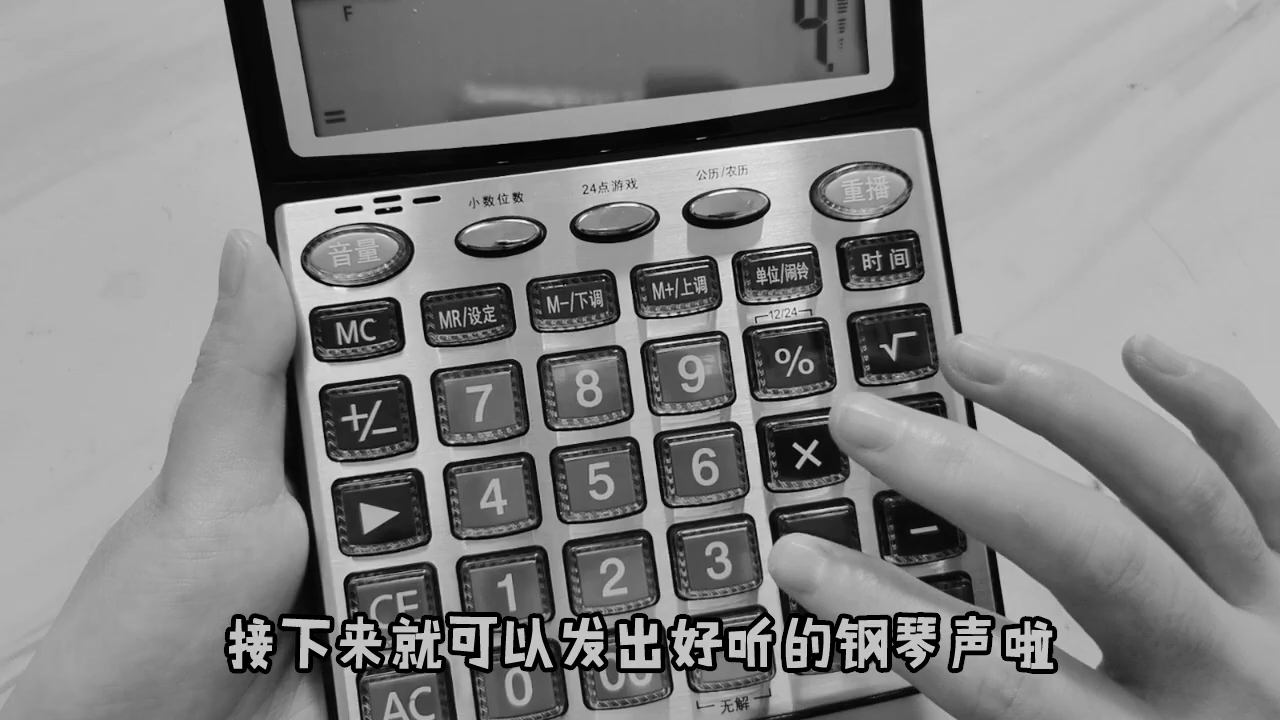 F
=
小数位数 24点游戏 公历/农历
音量 重播
MC MR/设定 M-/下调 M+/上调 单位/闹铃 时间
12/24
+/- 7 8 9 % √
▶ 4 5 6 × 
CE 1 2 3 -
AC 0 00
无解
接下来就可以发出好听的钢琴声啦